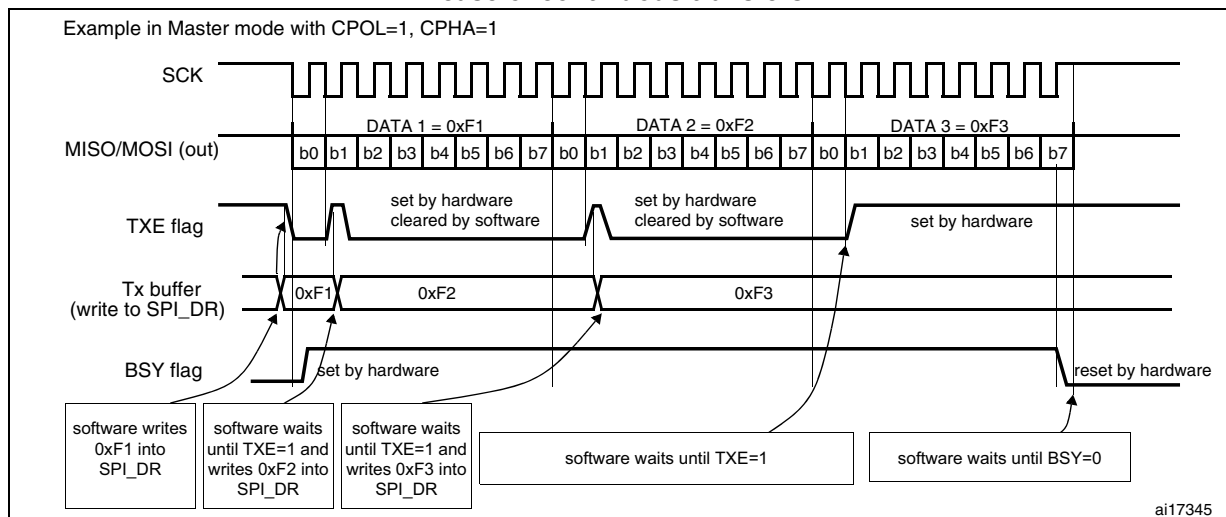 Example in Master mode with CPOL=1, CPHA=1
SCK
DATA 1 = 0xF1
DATA 2 = 0xF2
DATA 3 = 0xF3
MISO/MOSI (out)
b0 b1 b2 b3 b4 b5 b6 b7 b0 b1 b2 b3 b4 b5 b6 b7 b0 b1 b2 b3 b4 b5 b6 b7
TXE flag
set by hardware
cleared by software
set by hardware
cleared by software
set by hardware
Tx buffer
(write to SPI_DR)
0xF1
0xF2
0xF3
BSY flag
set by hardware
reset by hardware
software writes
0xF1 into
SPI_DR
software waits
until TXE=1 and
writes 0xF2 into
SPI_DR
software waits
until TXE=1 and
writes 0xF3 into
SPI_DR
software waits until TXE=1
software waits until BSY=0
ai17345